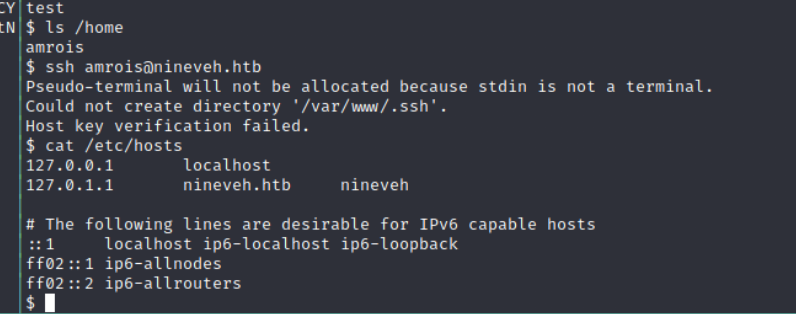 CY test
tN $ ls /home
amrois
$ ssh amrois@nineveh.htb
Pseudo-terminal will not be allocated because stdin is not a terminal.
Could not create directory '/var/www/.ssh'.
Host key verification failed.
$ cat /etc/hosts
127.0.0.1       localhost
127.0.1.1       nineveh.htb     nineveh
# The following lines are desirable for IPv6 capable hosts
::1     localhost ip6-localhost ip6-loopback
ff02::1 ip6-allnodes
ff02::2 ip6-allrouters
$